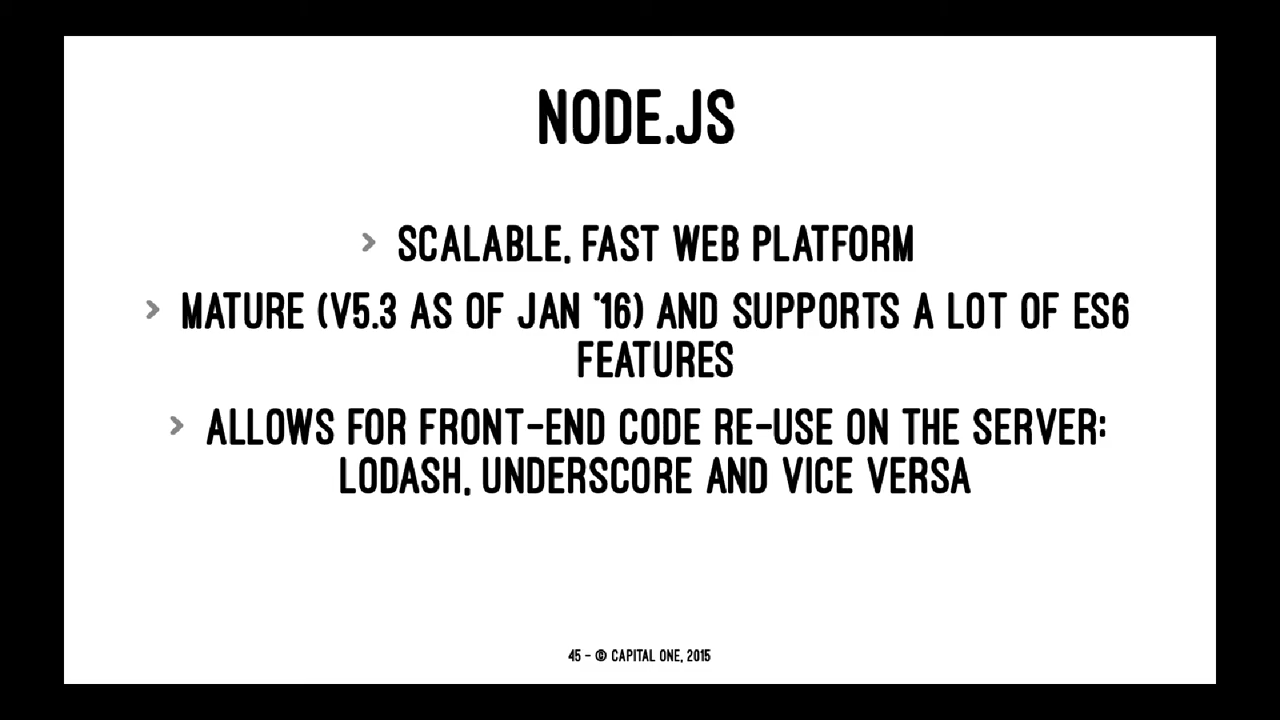 NODE.JS
> SCALABLE, FAST WEB PLATFORM
> MATURE (V5.3 AS OF JAN '16) AND SUPPORTS A LOT OF ES6
FEATURES
> ALLOWS FOR FRONT-END CODE RE-USE ON THE SERVER:
LODASH, UNDERSCORE AND VICE VERSA
45 - © CAPITAL ONE, 2015